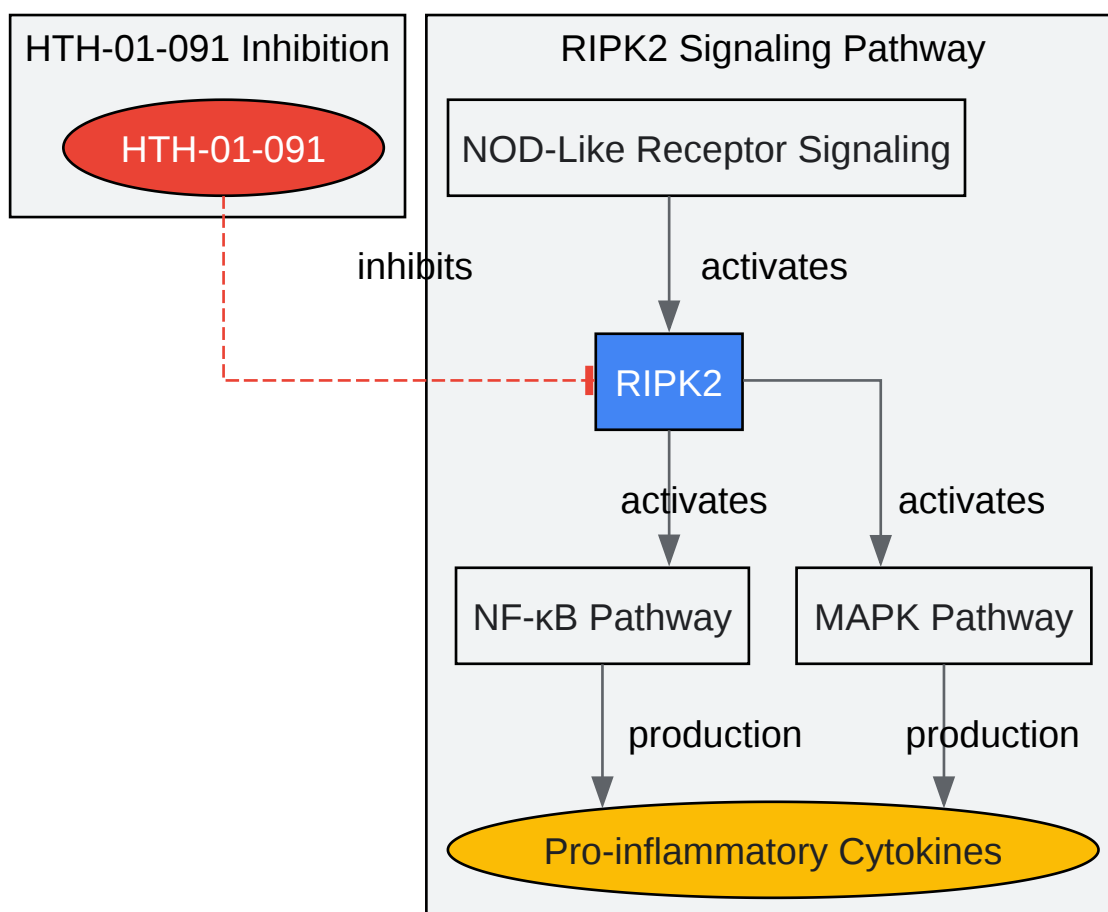 HTH-01-091 Inhibition
RIPK2 Signaling Pathway
HTH-01-091
NOD-Like Receptor Signaling
inhibits
activates
RIPK2
activates
activates
NF-κB Pathway
MAPK Pathway
production
production
Pro-inflammatory Cytokines